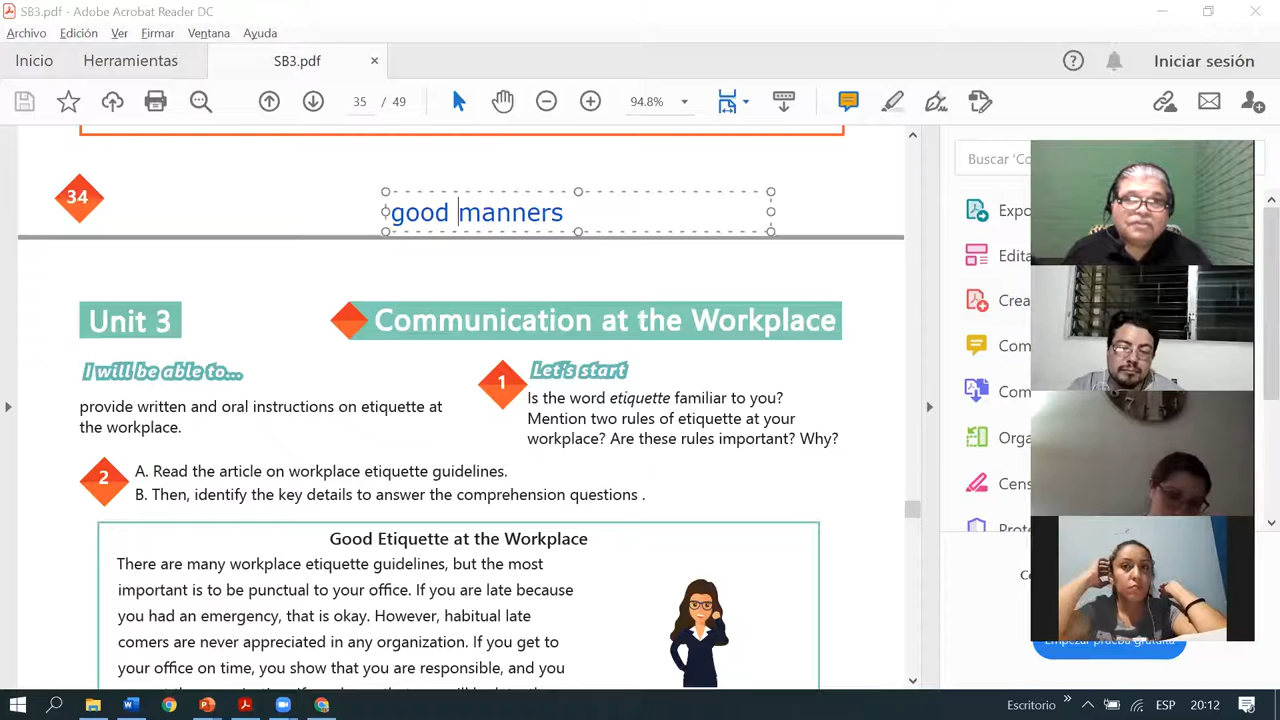 SB3.pdf - Adobe Acrobat Reader DC
Archivo Edición Ver Firmar Ventana Ayuda
Inicio Herramientas SB3.pdf × Iniciar sesión
35 / 49 94.8%
34
good manners
Buscar 'Co
Expo
Edita
Crea
Com
Com
Orga
Cens
Prote
Unit 3
Communication at the Workplace
I will be able to...
provide written and oral instructions on etiquette at
the workplace.
1
Let's start
Is the word etiquette familiar to you?
Mention two rules of etiquette at your
workplace? Are these rules important? Why?
2
A. Read the article on workplace etiquette guidelines.
B. Then, identify the key details to answer the comprehension questions .
Good Etiquette at the Workplace
There are many workplace etiquette guidelines, but the most
important is to be punctual to your office. If you are late because
you had an emergency, that is okay. However, habitual late
comers are never appreciated in any organization. If you get to
your office on time, you show that you are responsible, and you
Escritorio ESP 20:12